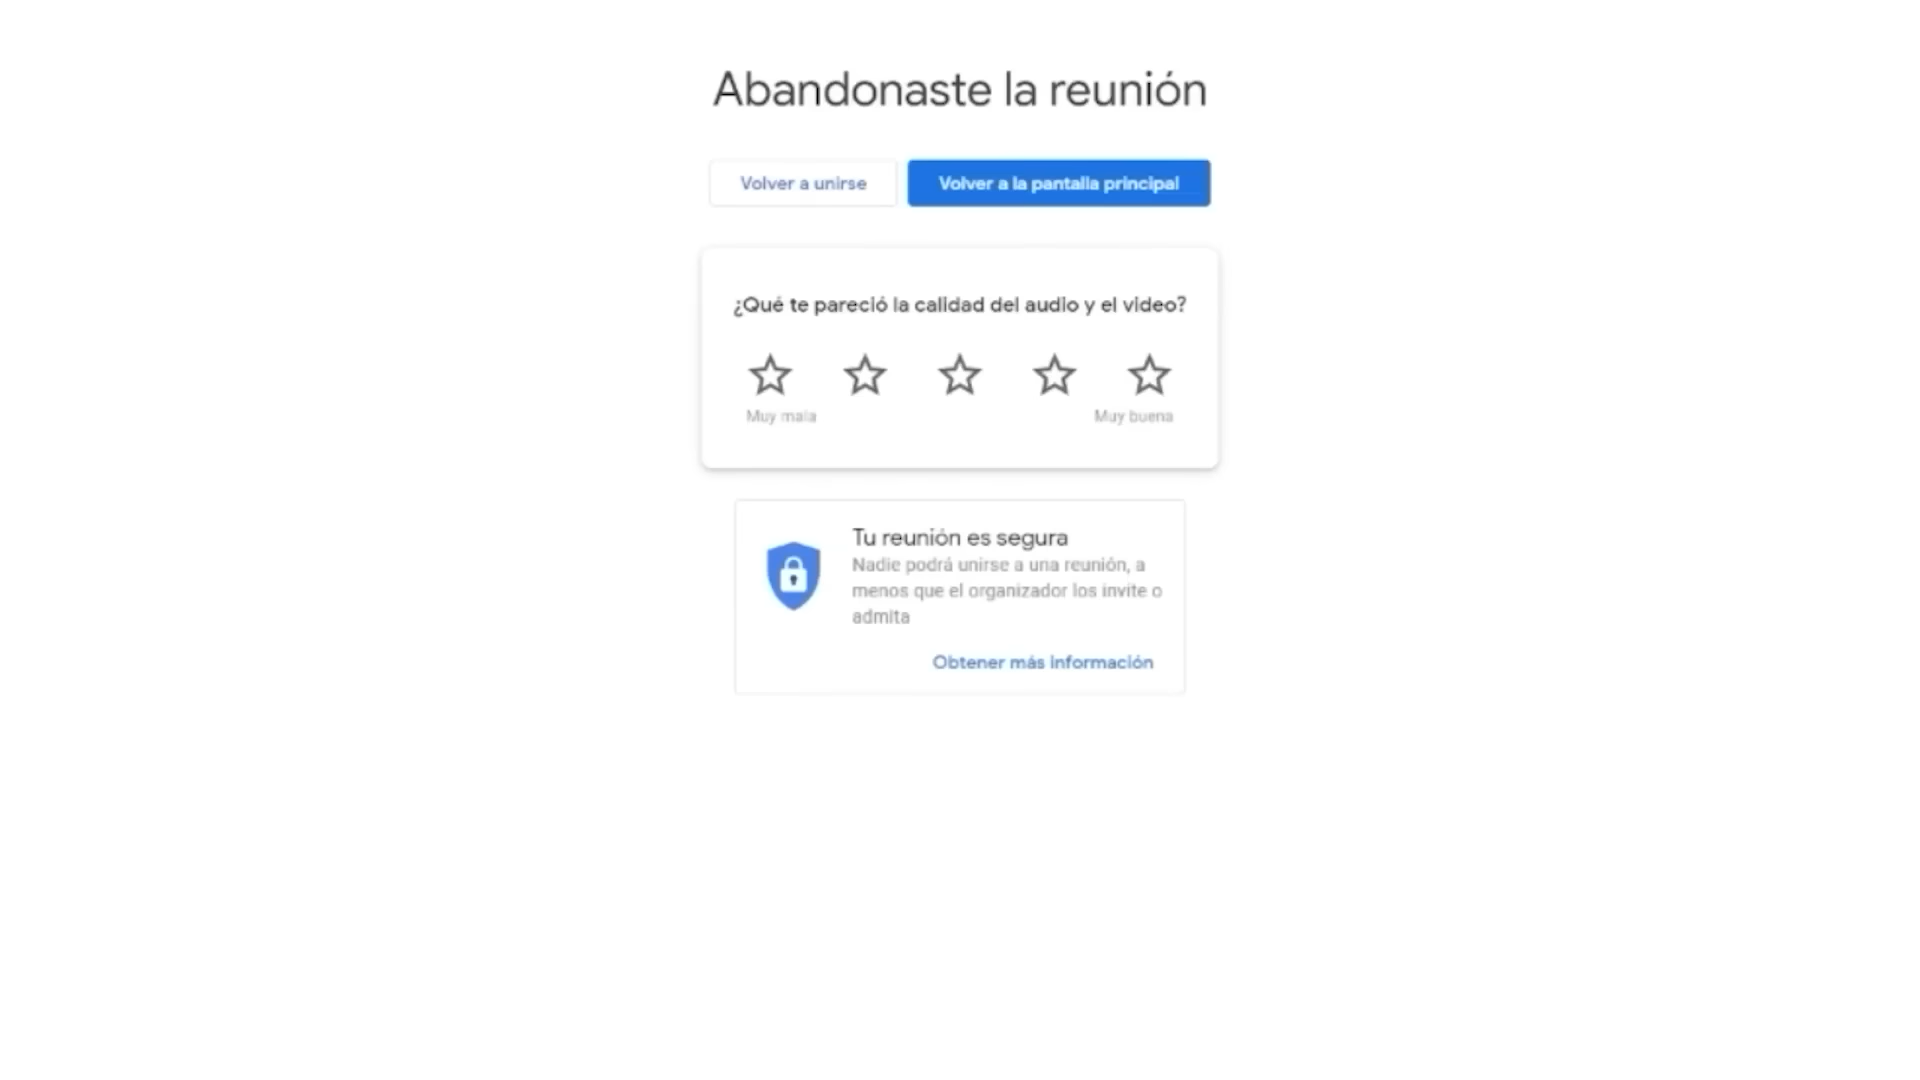 Abandonaste la reunión
Volver a unirse
Volver a la pantalla principal
¿Qué te pareció la calidad del audio y el video?
Muy mala
Muy buena
Tu reunión es segura
Nadie podrá unirse a una reunión, a
menos que el organizador los invite o
admita
Obtener más información